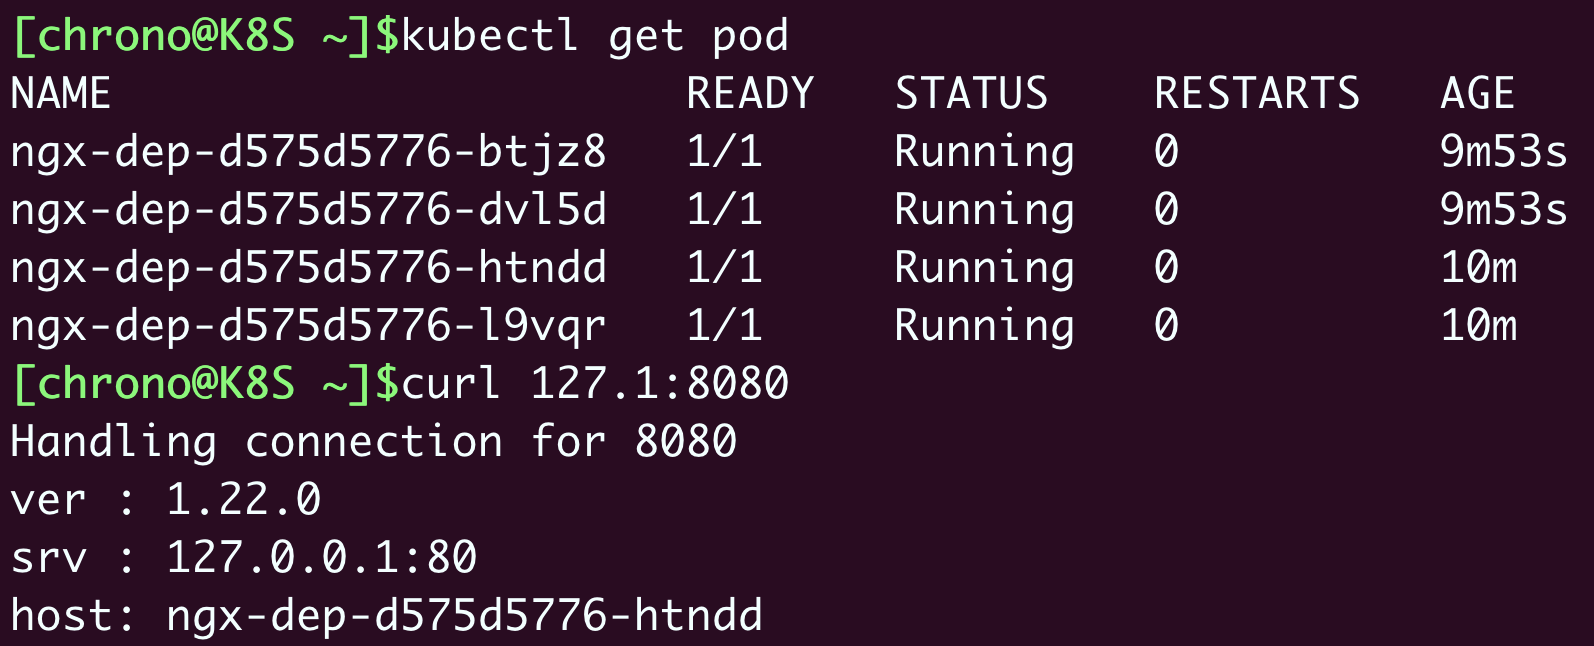 [chrono@K8S ~]$kubectl get pod
NAME READY STATUS RESTARTS AGE
ngx-dep-d575d5776-btjz8 1/1 Running 0 9m53s
ngx-dep-d575d5776-dvl5d 1/1 Running 0 9m53s
ngx-dep-d575d5776-htndd 1/1 Running 0 10m
ngx-dep-d575d5776-l9vqr 1/1 Running 0 10m
[chrono@K8S ~]$curl 127.1:8080
Handling connection for 8080
ver : 1.22.0
srv : 127.0.0.1:80
host: ngx-dep-d575d5776-htndd